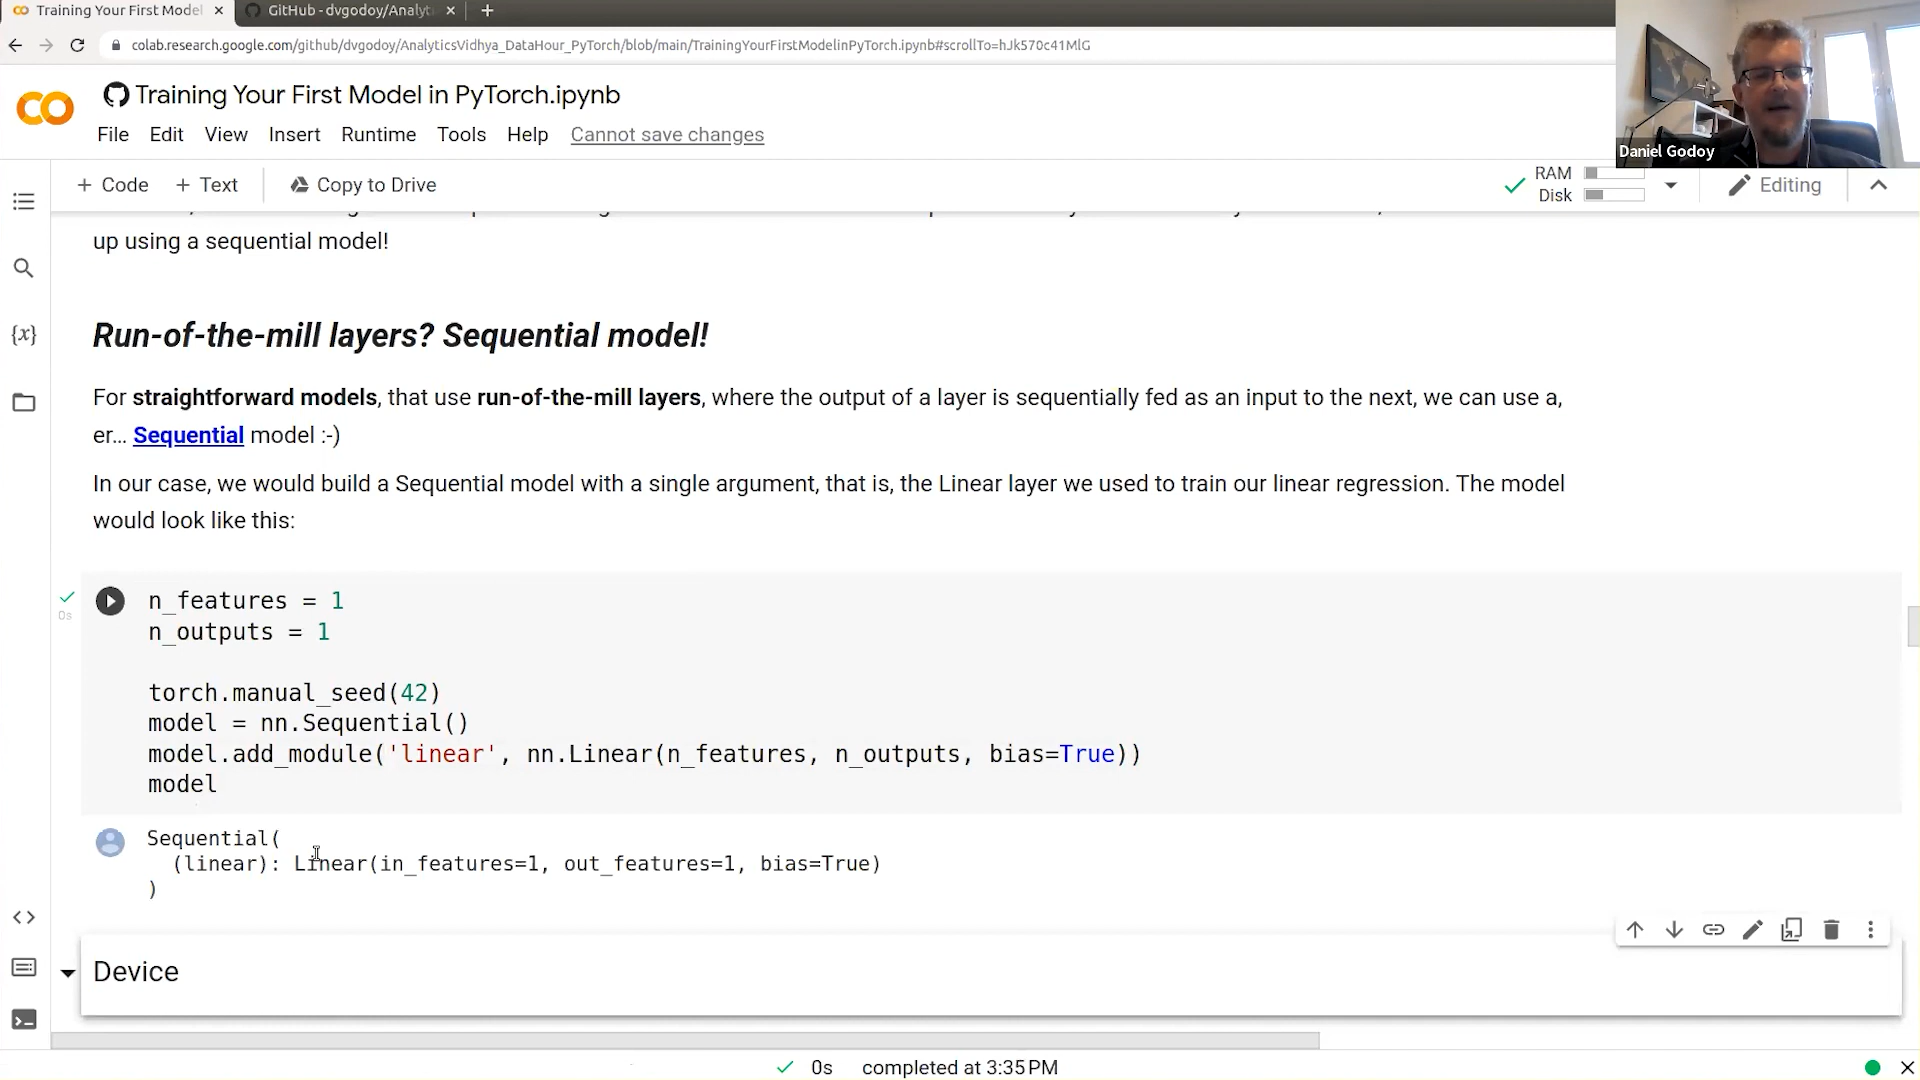 Training Your First Model
GitHub - dvgodoy/Analyti
colab.research.google.com/github/dvgodoy/AnalyticsVidhya_DataHour_PyTorch/blob/main/TrainingYourFirstModelinPyTorch.ipynb#scrollTo=hJk570c41MlG
Training Your First Model in PyTorch.ipynb
File Edit View Insert Runtime Tools Help Cannot save changes
Daniel Godoy
+ Code + Text Copy to Drive
RAM
Disk
Editing
up using a sequential model!
Run-of-the-mill layers? Sequential model!
For straightforward models, that use run-of-the-mill layers, where the output of a layer is sequentially fed as an input to the next, we can use a,
er... Sequential model :-)
In our case, we would build a Sequential model with a single argument, that is, the Linear layer we used to train our linear regression. The model
would look like this:
0s
n_features = 1
n_outputs = 1
torch.manual_seed(42)
model = nn.Sequential()
model.add_module('linear', nn.Linear(n_features, n_outputs, bias=True))
model
Sequential(
(linear): Linear(in_features=1, out_features=1, bias=True)
)
Device
0s completed at 3:35 PM